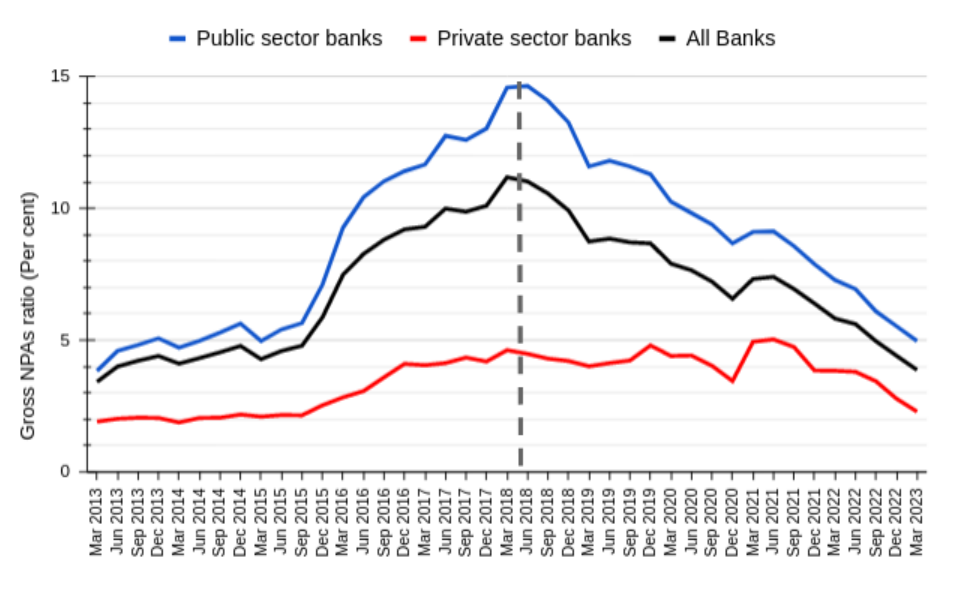 Public sector banks Private sector banks All Banks
Gross NPAs ratio (Per cent)
15
10
5
0
Mar 2013
Jun 2013
Sep 2013
Dec 2013
Mar 2014
Jun 2014
Sep 2014
Dec 2014
Mar 2015
Jun 2015
Sep 2015
Dec 2015
Mar 2016
Jun 2016
Sep 2016
Dec 2016
Mar 2017
Jun 2017
Sep 2017
Dec 2017
Mar 2018
Jun 2018
Sep 2018
Dec 2018
Mar 2019
Jun 2019
Sep 2019
Dec 2019
Mar 2020
Jun 2020
Sep 2020
Dec 2020
Mar 2021
Jun 2021
Sep 2021
Dec 2021
Mar 2022
Jun 2022
Sep 2022
Dec 2022
Mar 2023